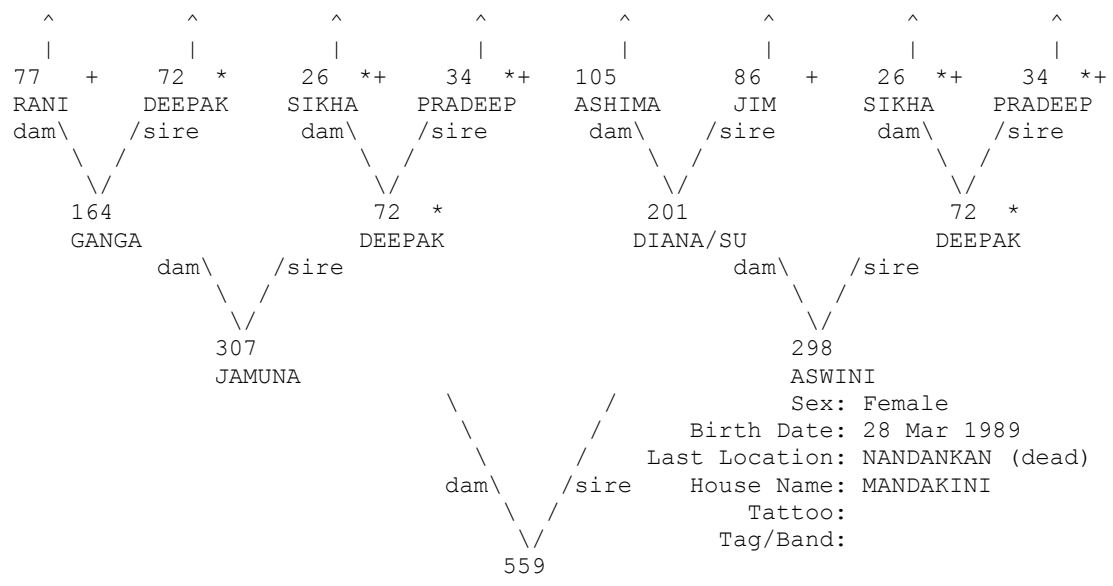 ^ ^ ^ ^ ^ ^ ^ ^
| | | | | | | |
77 + 72 * 26 *+ 34 *+ 105 86 + 26 *+ 34 *+
RANI DEEPAK SIKHA PRADEEP ASHIMA JIM SIKHA PRADEEP
dam\ /sire dam\ /sire dam\ /sire dam\ /sire
\ / \ / \ / \ /
\/ \/ \/ \/
164 72 * 201 72 *
GANGA DEEPAK DIANA/SU DEEPAK
dam\ /sire dam\ /sire
\ / \ /
\/ \/
307 298
JAMUNA ASWINI
\ / Sex: Female
\ / Birth Date: 28 Mar 1989
\ / Last Location: NANDANKAN (dead)
dam\ /sire House Name: MANDAKINI
\ / Tattoo:
\/ Tag/Band:
559